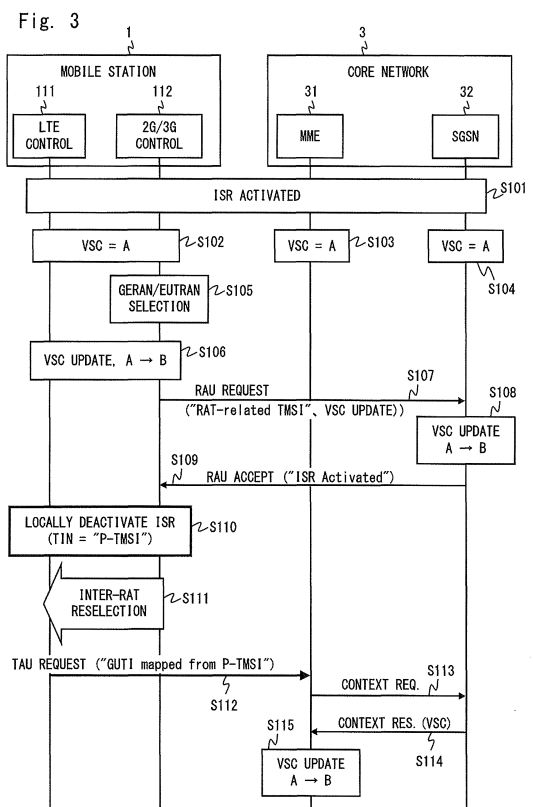 Fig. 3
1
3
MOBILE STATION
CORE NETWORK
111
112
31
32
LTE
CONTROL
2G/3G
CONTROL
MME
SGSN
ISR ACTIVATED
S101
VSC = A
S102
VSC = A
S103
VSC = A
S104
GERAN/EUTRAN
SELECTION
S105
VSC UPDATE, A → B
S106
RAU REQUEST
S107
("RAT-related TMSI"、VSC UPDATE))
S108
VSC UPDATE
A → B
S109
RAU ACCEPT ("ISR Activated")
LOCALLY DEACTIVATE ISR
(TIN = "P-TMSI")
S110
INTER-RAT
RESELECTION
S111
TAU REQUEST ("GUTI mapped from P-TMSI")
S112
CONTEXT REQ.
S113
CONTEXT RES. (VSC)
S114
S115
VSC UPDATE
A → B